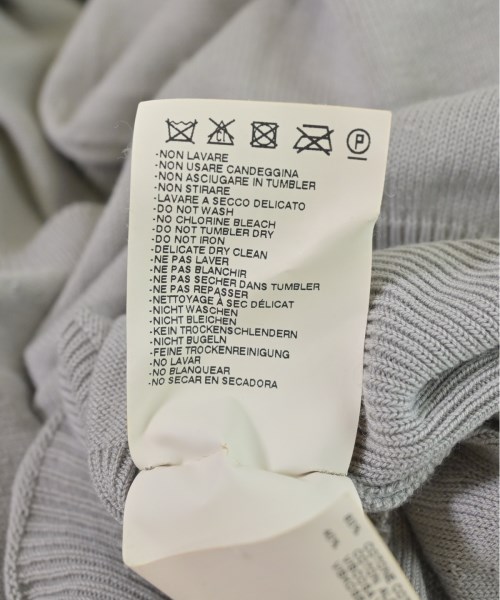 CL
P
-NON LAVARE
-NON USARE CANDEGGINA
-NON ASCIUGARE IN TUMBLER
-NON STIRARE
-LAVARE A SECCO DELICATO
-DO NOT WASH
-NO CHLORINE BLEACH
-DO NOT TUMBLER DRY
-DO NOT IRON
-DELICATE DRY CLEAN
-NE PAS LAVER
-NE PAS BLANCHIR
-NE PAS SECHER DANS TUMBLER
-NE PAS REPASSER
-NETTOYAGE À SEC DÉLICAT
-NICHT WASCHEN
-NICHT BLEICHEN
-KEIN TROCKENSCHLENDERN
-NICHT BUGELN
-FEINE TROCKENREINIGUNG
-NO LAVAR
-NO BLANQUEAR
-NO SECAR EN SECADORA